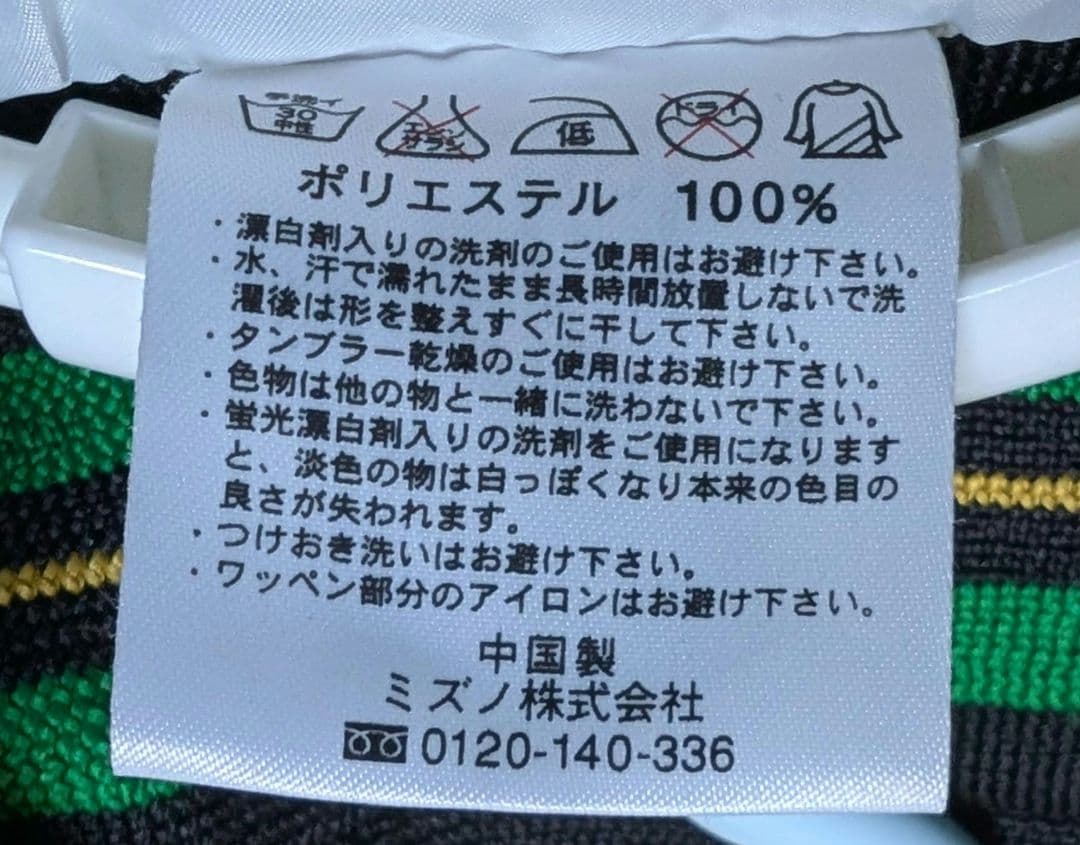 手洗イ
30
中性
エンソ
サラシ
低
ドライ
ポリエステル 100%
・漂白剤入りの洗剤のご使用はお避け下さい。
・水、汗で濡れたまま長時間放置しないで洗
濯後は形を整えすぐに干して下さい。
・タンブラー乾燥のご使用はお避け下さい。
・色物は他の物と一緒に洗わないで下さい。
・蛍光漂白剤入りの洗剤をご使用になります
と、淡色の物は白っぽくなり本来の色目の
良さが失われます。
・つけおき洗いはお避け下さい。
・ワッペン部分のアイロンはお避け下さい。
中国製
ミズノ株式会社
0120-140-336